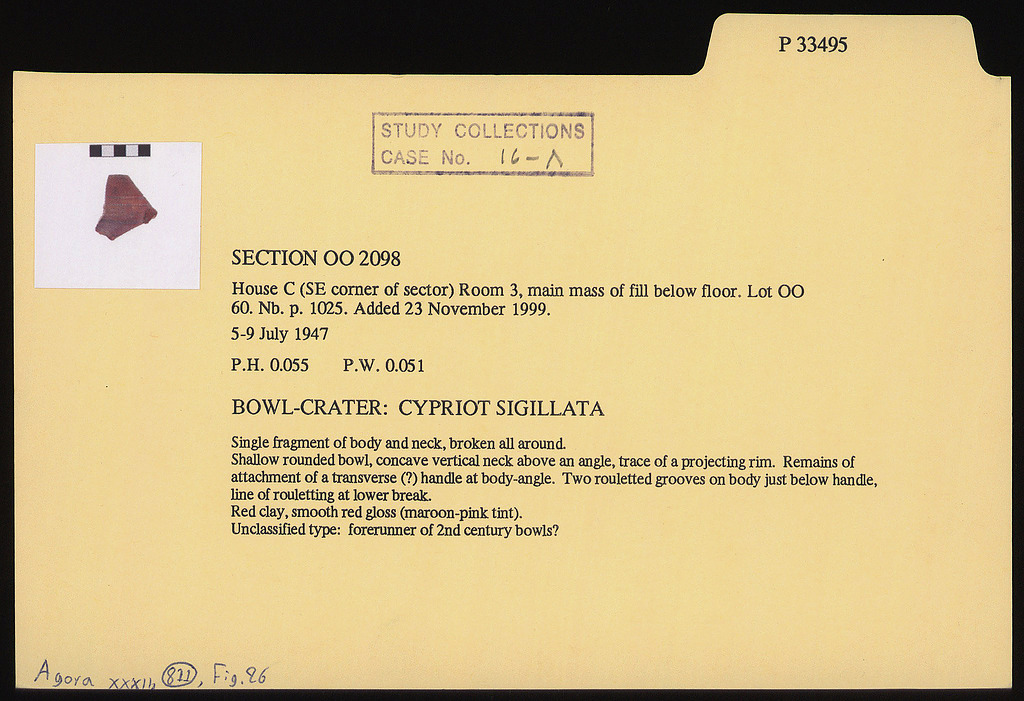 P 33495
STUDY COLLECTIONS
CASE No. 16-A
SECTION OO 2098
House C (SE corner of sector) Room 3, main mass of fill below floor. Lot OO
60. Nb. p. 1025. Added 23 November 1999.
5-9 July 1947
P.H. 0.055 P.W. 0.051
BOWL-CRATER: CYPRIOT SIGILLATA
Single fragment of body and neck, broken all around.
Shallow rounded bowl, concave vertical neck above an angle, trace of a projecting rim. Remains of
attachment of a transverse (?) handle at body-angle. Two rouletted grooves on body just below handle,
line of rouletting at lower break.
Red clay, smooth red gloss (maroon-pink tint).
Unclassified type: forerunner of 2nd century bowls?
Agora Fig. 26